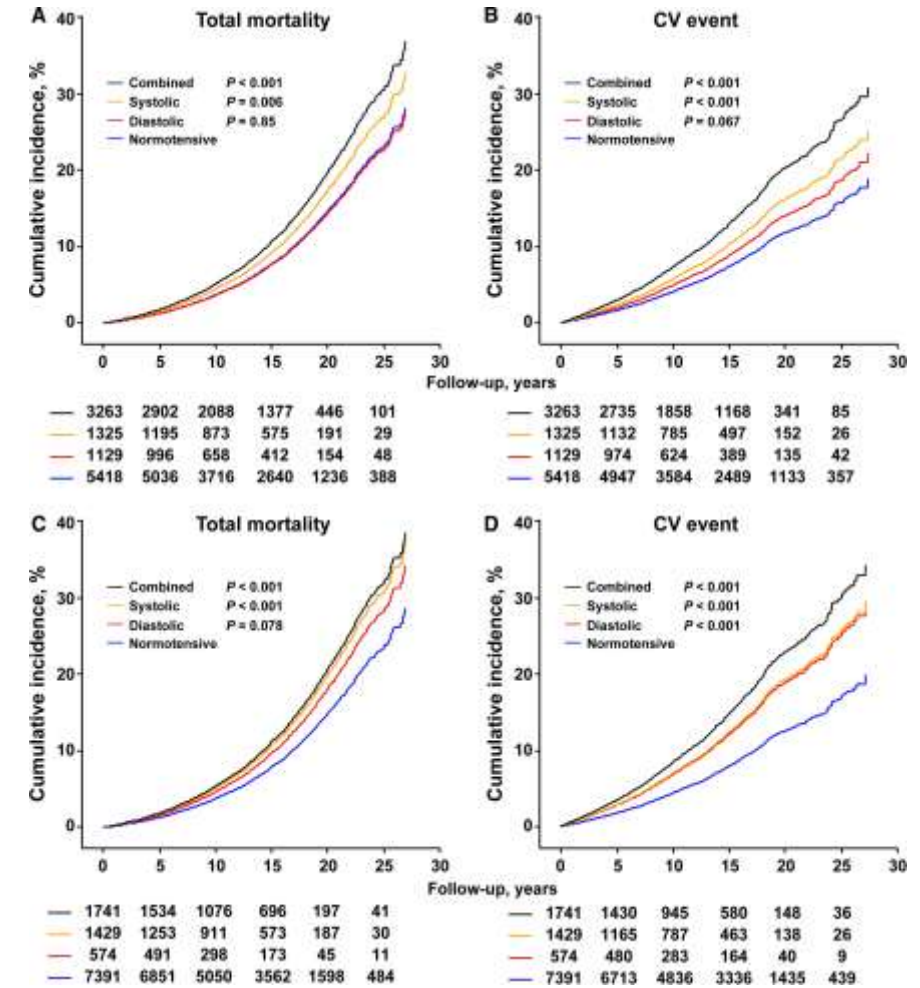 A Total mortality
40
30
20
10
0
Cumulative incidence, %
Combined P < 0.001
Systolic P = 0.006
Diastolic P = 0.85
Normotensive
0 5 10 15 20 25 30
B CV event
40
30
20
10
0
Cumulative incidence, %
Combined P < 0.001
Systolic P < 0.001
Diastolic P = 0.067
Normotensive
0 5 10 15 20 25 30
Follow-up, years
3263 2902 2088 1377 446 101
1325 1195 873 575 191 29
1129 996 658 412 154 48
5418 5036 3716 2640 1236 388
3263 2735 1858 1168 341 85
1325 1132 785 497 152 26
1129 974 624 389 135 42
5418 4947 3584 2489 1133 357
C Total mortality
40
30
20
10
0
Cumulative incidence, %
Combined P < 0.001
Systolic P < 0.001
Diastolic P = 0.078
Normotensive
0 5 10 15 20 25 30
D CV event
40
30
20
10
0
Cumulative incidence, %
Combined P < 0.001
Systolic P < 0.001
Diastolic P < 0.001
Normotensive
0 5 10 15 20 25 30
Follow-up, years
1741 1534 1076 696 197 41
1429 1253 911 573 187 30
574 491 298 173 45 11
7391 6851 5050 3562 1598 484
1741 1430 945 580 148 36
1429 1165 787 463 138 26
574 480 283 164 40 9
7391 6713 4836 3336 1435 439